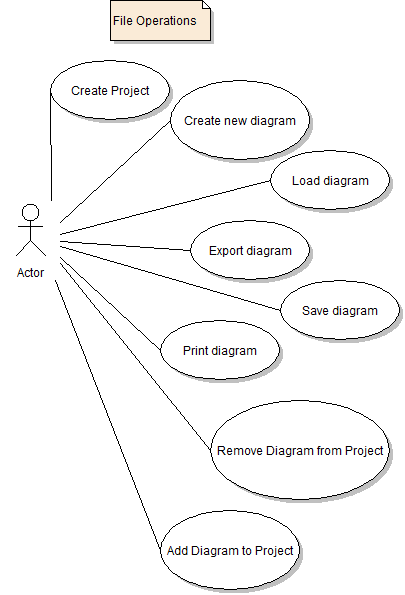 File Operations
Create Project
Create new diagram
Load diagram
Actor
Export diagram
Save diagram
Print diagram
Remove Diagram from Project
Add Diagram to Project